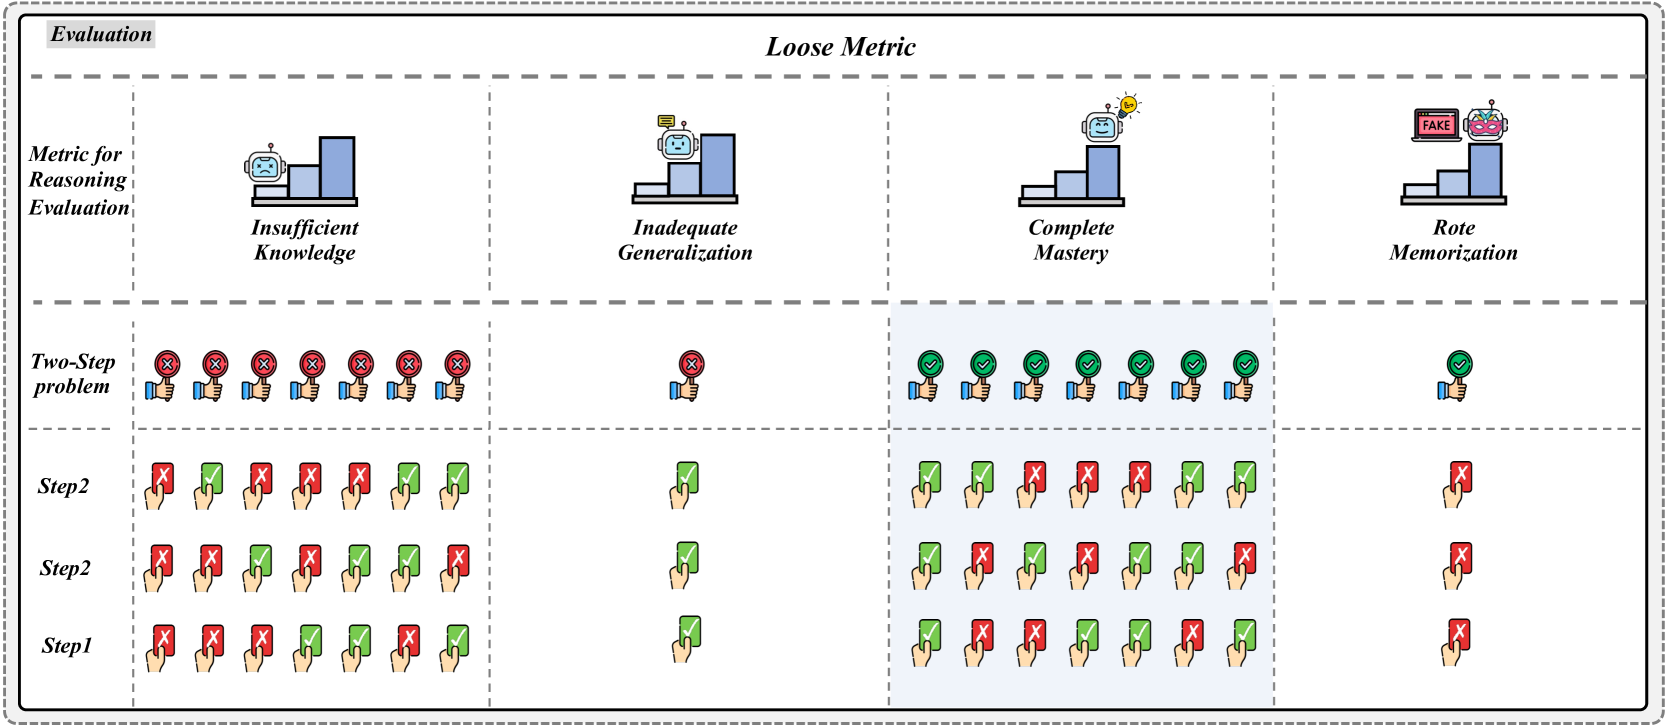 Evaluation
Loose Metric
Metric for
Reasoning
Evaluation
Insufficient
Knowledge
Inadequate
Generalization
Complete
Mastery
FAKE
Rote
Memorization
Two-Step
problem
Step2
Step2
Step1